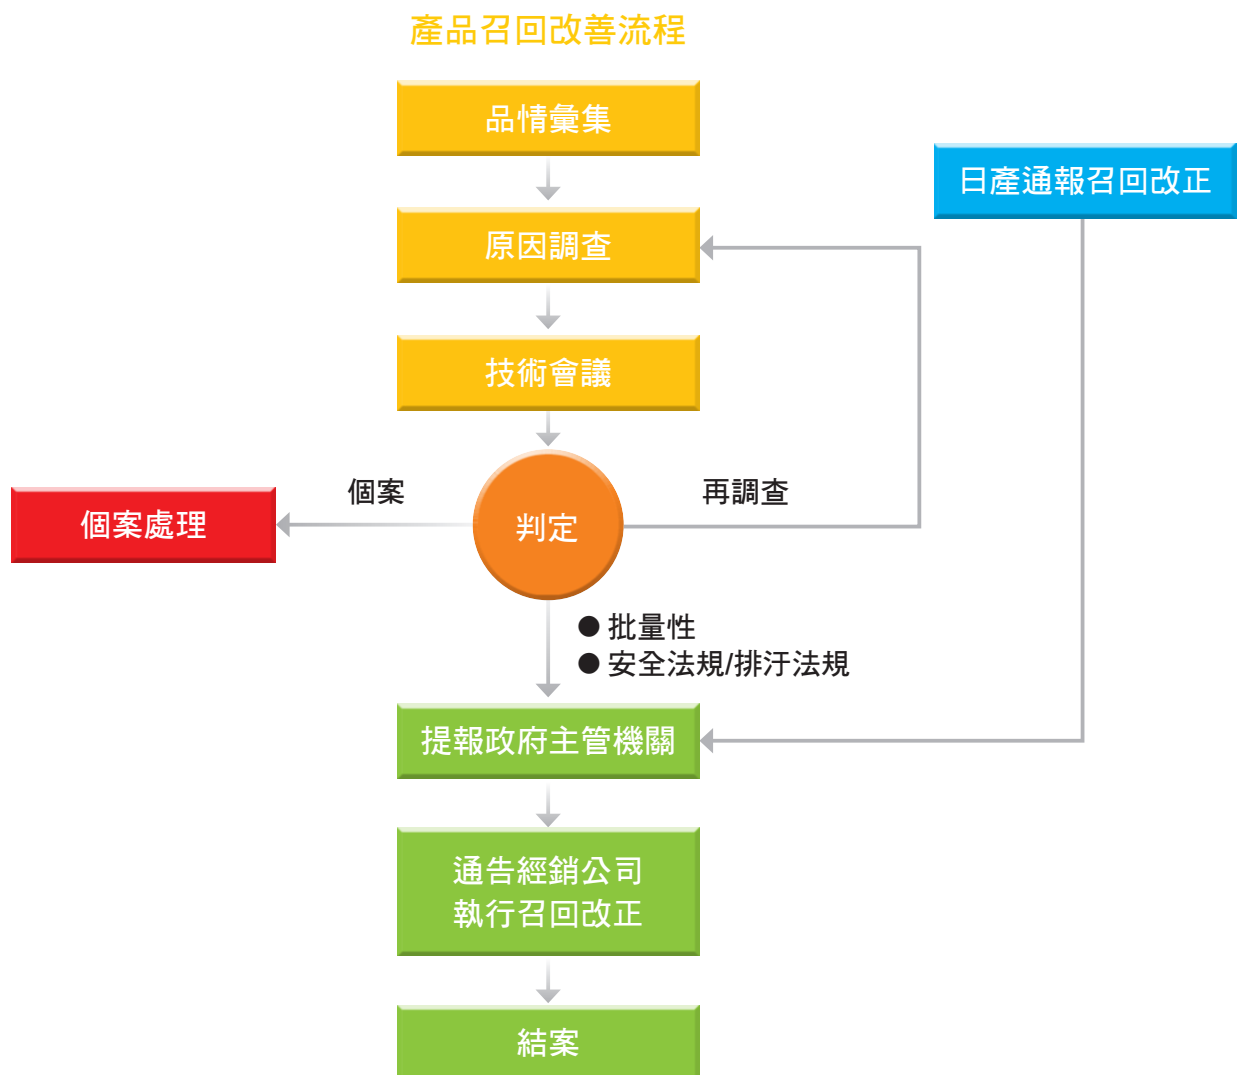 產品召回改善流程
品情彙集
日產通報召回改正
原因調查
技術會議
個案
再調查
個案處理
判定
● 批量性
● 安全法規/排汙法規
提報政府主管機關
通告經銷公司
執行召回改正
結案